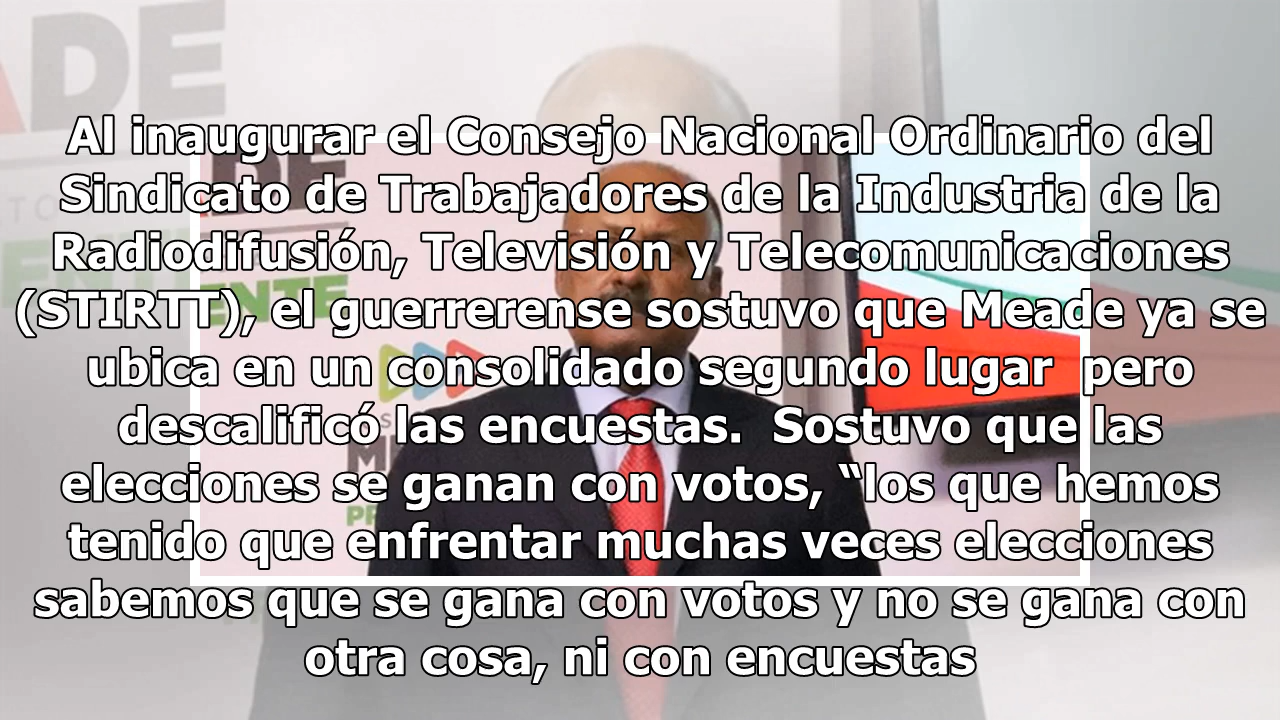 Al inaugurar el Consejo Nacional Ordinario del
Sindicato de Trabajadores de la Industria de la
Radiodifusión, Televisión y Telecomunicaciones
(STIRTT), el guerrerense sostuvo que Meade ya se
ubica en un consolidado segundo lugar  pero
descalificó las encuestas.  Sostuvo que las
elecciones se ganan con votos, “los que hemos
tenido que enfrentar muchas veces elecciones
sabemos que se gana con votos y no se gana con
otra cosa, ni con encuestas